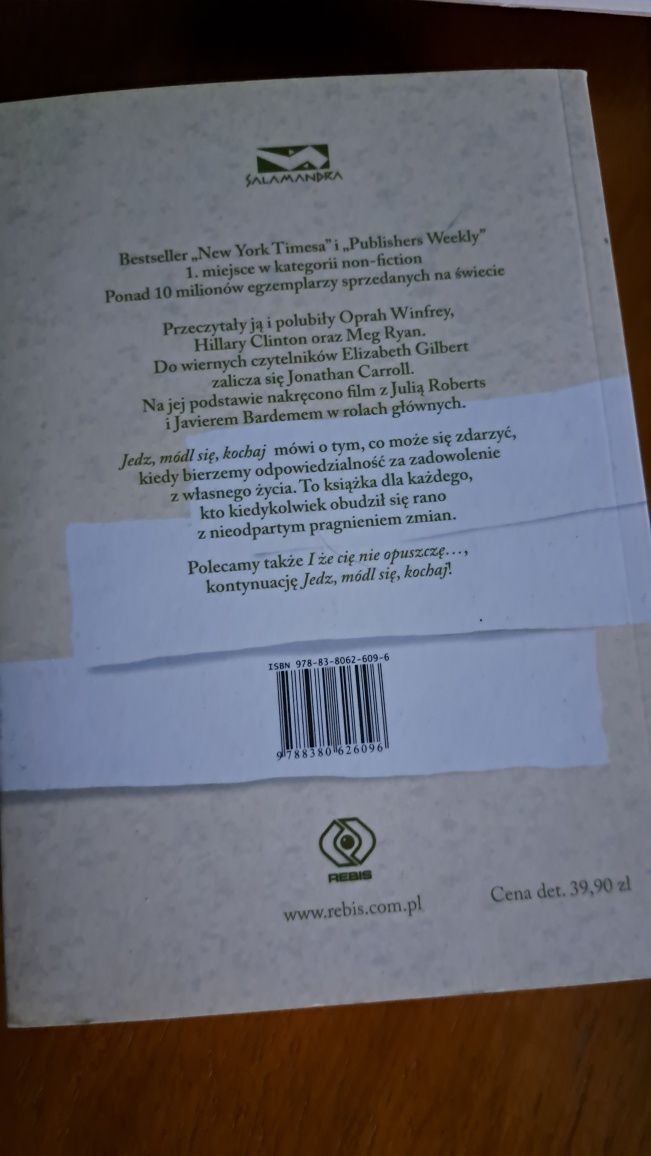 SALAMANDRA
Bestseller „New York Timesa” i „Publishers Weekly”
1. miejsce w kategorii non-fiction
Ponad 10 milionów egzemplarzy sprzedanych na świecie
Przeczytały ją i polubiły Oprah Winfrey,
Hillary Clinton oraz Meg Ryan.
Do wiernych czytelników Elizabeth Gilbert
zalicza się Jonathan Carroll.
Na jej podstawie nakręcono film z Julią Roberts
i Javierem Bardemem w rolach głównych.
Jedz, módl się, kochaj mówi o tym, co może się zdarzyć,
kiedy bierzemy odpowiedzialność za zadowolenie
z własnego życia. To książka dla każdego,
kto kiedykolwiek obudził się rano
z nieodpartym pragnieniem zmian.
Polecamy także I że cię nie opuszczę…,
kontynuację Jedz, módl się, kochaj!
ISBN 978-83-8062-609-6
9 788380 626096
REBIS
www.rebis.com.pl
Cena det. 39,90 zł